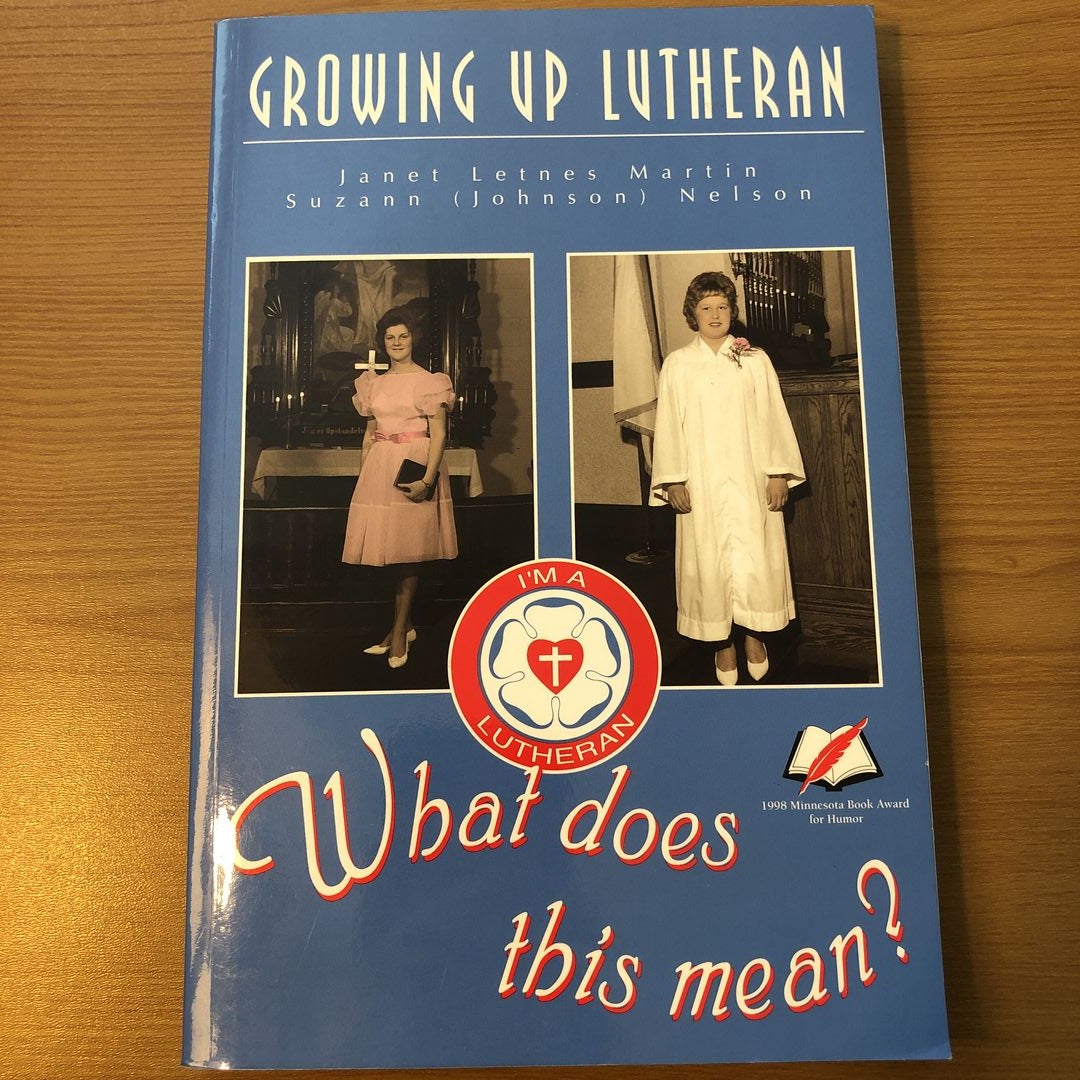 GROWING UP LUTHERAN
Janet Letnes Martin
Suzann (Johnson) Nelson
I'M A
LUTHERAN
What does
this mean?
1998 Minnesota Book Award
for Humor